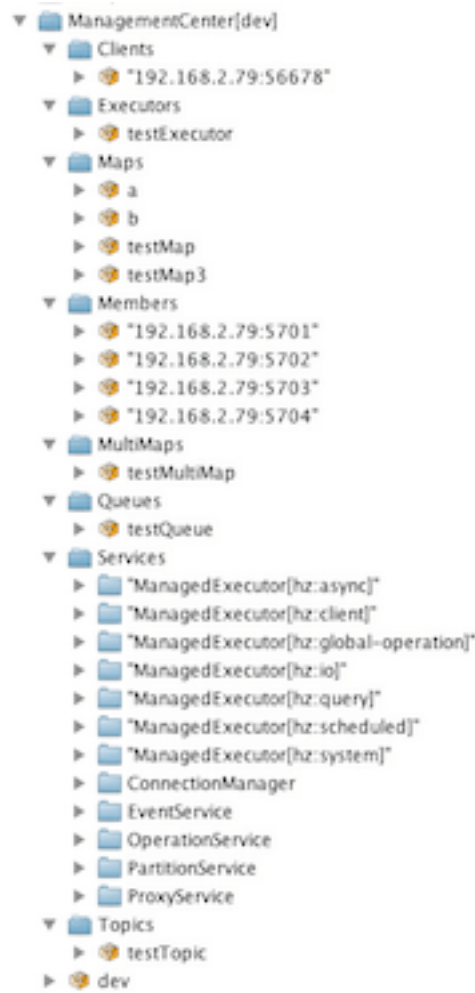 ManagementCenter[dev]
Clients
"192.168.2.79:56678"
Executors
testExecutor
Maps
a
b
testMap
testMap3
Members
"192.168.2.79:5701"
"192.168.2.79:5702"
"192.168.2.79:5703"
"192.168.2.79:5704"
MultiMaps
testMultiMap
Queues
testQueue
Services
"ManagedExecutor[hz:async]"
"ManagedExecutor[hz:client]"
"ManagedExecutor[hz:global-operation]"
"ManagedExecutor[hz:io]"
"ManagedExecutor[hz:query]"
"ManagedExecutor[hz:scheduled]"
"ManagedExecutor[hz:system]"
ConnectionManager
EventService
OperationService
PartitionService
ProxyService
Topics
testTopic
dev